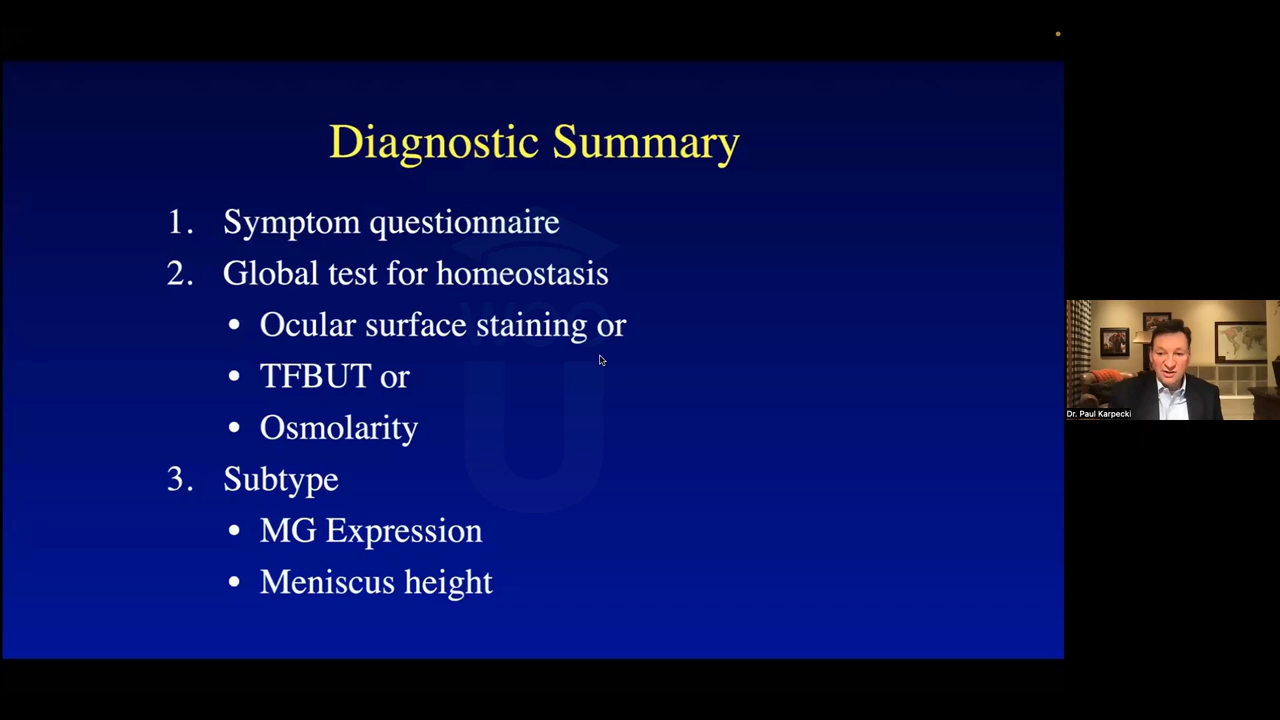 Diagnostic Summary
1. Symptom questionnaire
2. Global test for homeostasis
• Ocular surface staining or
• TFBUT or
• Osmolarity
3. Subtype
• MG Expression
• Meniscus height
WCO
U
Dr. Paul Karpecki